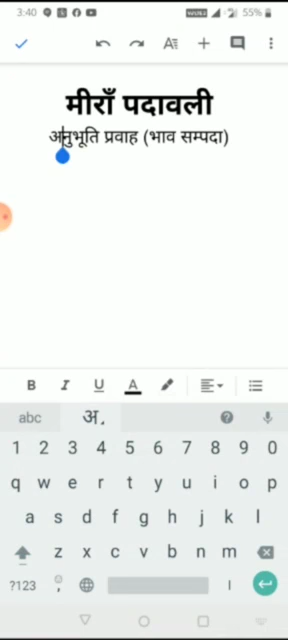 3:40 55%
मीराँ पदावली
अनुभूति प्रवाह (भाव सम्पदा)
B I U A
abc अ
1 2 3 4 5 6 7 8 9 0
q w e r t y u i o p
a s d f g h j k l
z x c v b n m
?123 , |